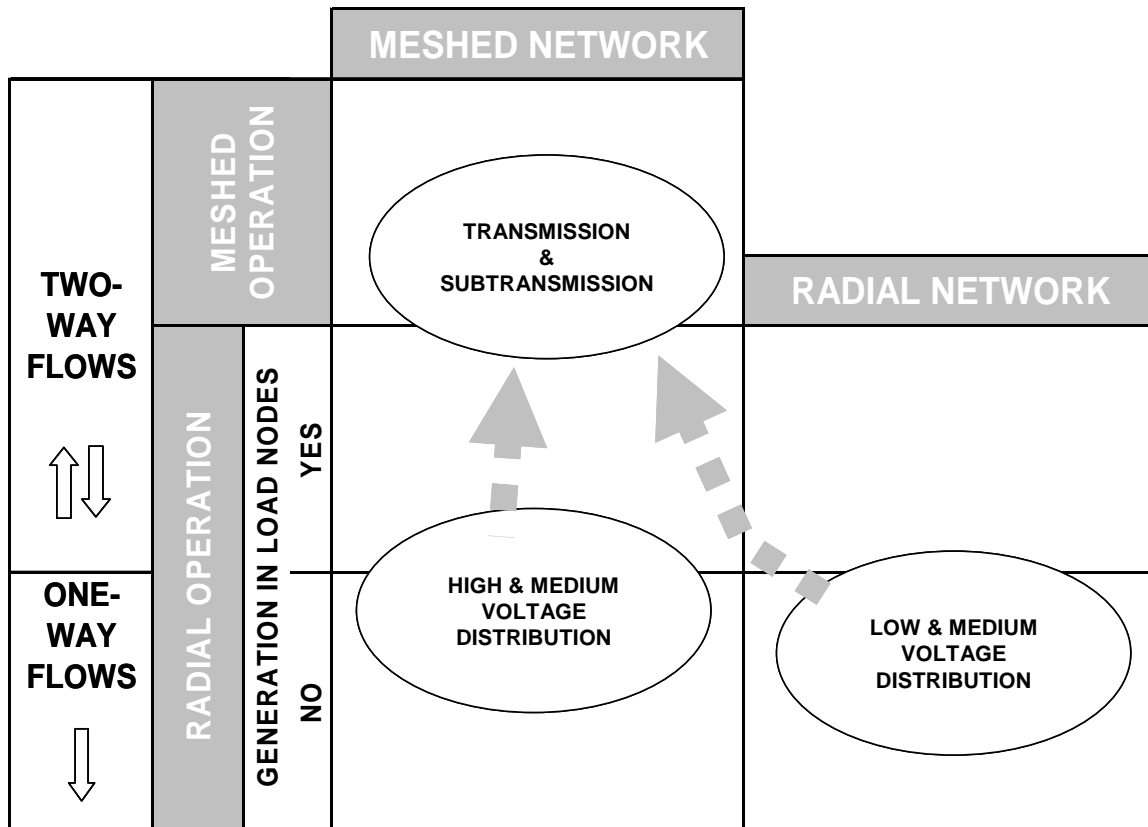 MESHED NETWORK
MESHED
OPERATION
TRANSMISSION
&
SUBTRANSMISSION
RADIAL NETWORK
TWO-
WAY
FLOWS
RADIAL OPERATION
GENERATION IN LOAD NODES
YES
NO
ONE-
WAY
FLOWS
HIGH & MEDIUM
VOLTAGE
DISTRIBUTION
LOW & MEDIUM
VOLTAGE
DISTRIBUTION